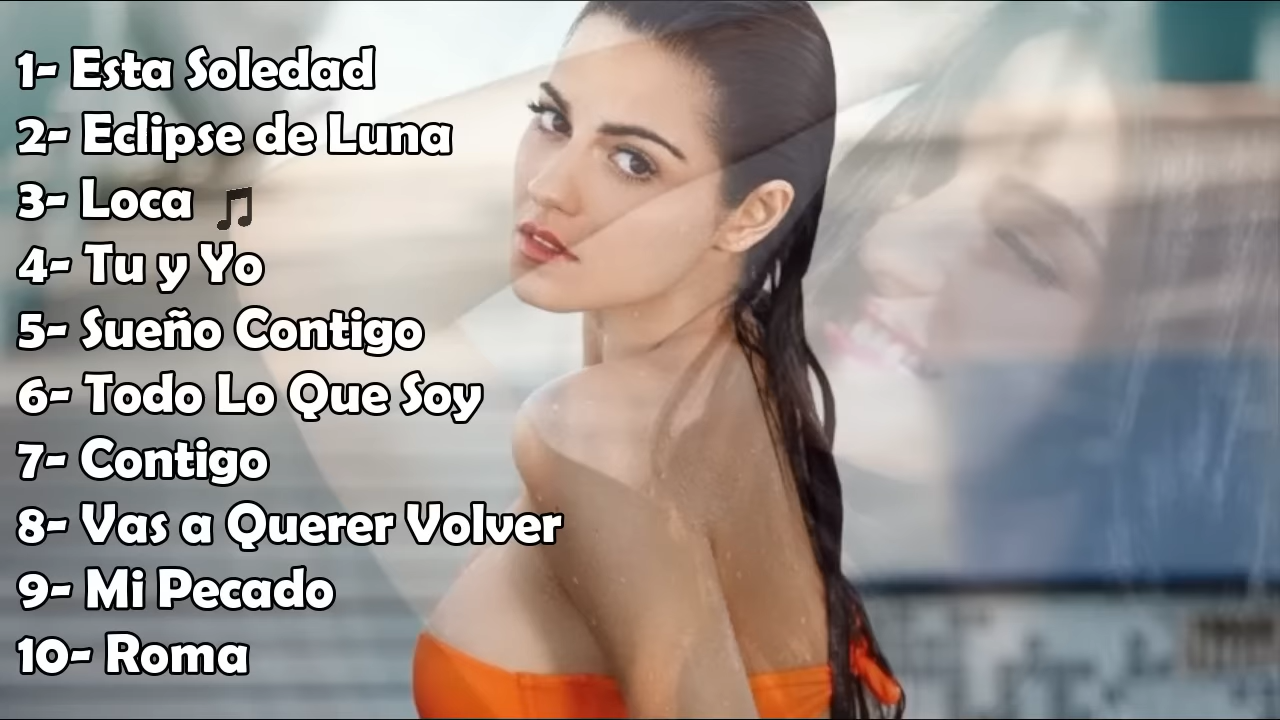 1- Esta Soledad
2- Eclipse de Luna
3- Loca 🎵
4- Tu y Yo
5- Sueño Contigo
6- Todo Lo Que Soy
7- Contigo
8- Vas a Querer Volver
9- Mi Pecado
10- Roma